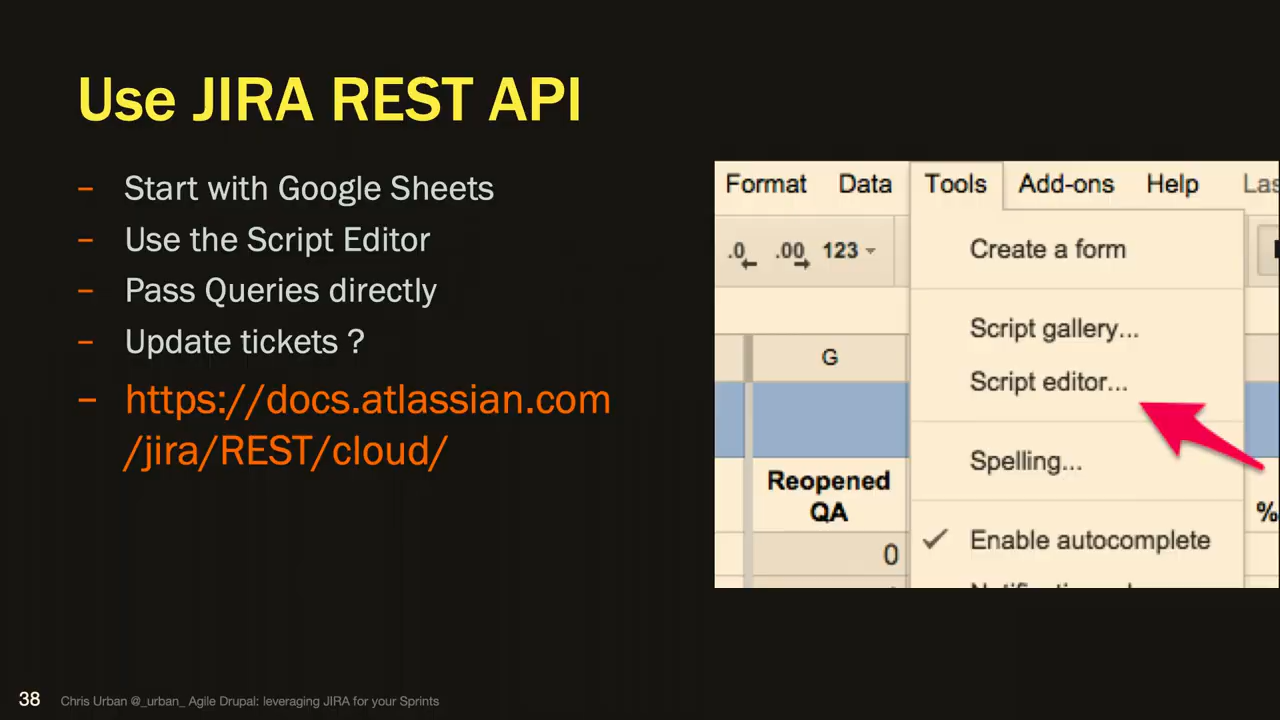 Use JIRA REST API
– Start with Google Sheets
– Use the Script Editor
– Pass Queries directly
– Update tickets ?
– https://docs.atlassian.com
/jira/REST/cloud/
Format Data Tools Add-ons Help
.0 .00 123
Create a form
Script gallery...
Script editor...
Spelling...
Enable autocomplete
G
Reopened
QA
%
0
38 Chris Urban @_urban_ Agile Drupal: leveraging JIRA for your Sprints